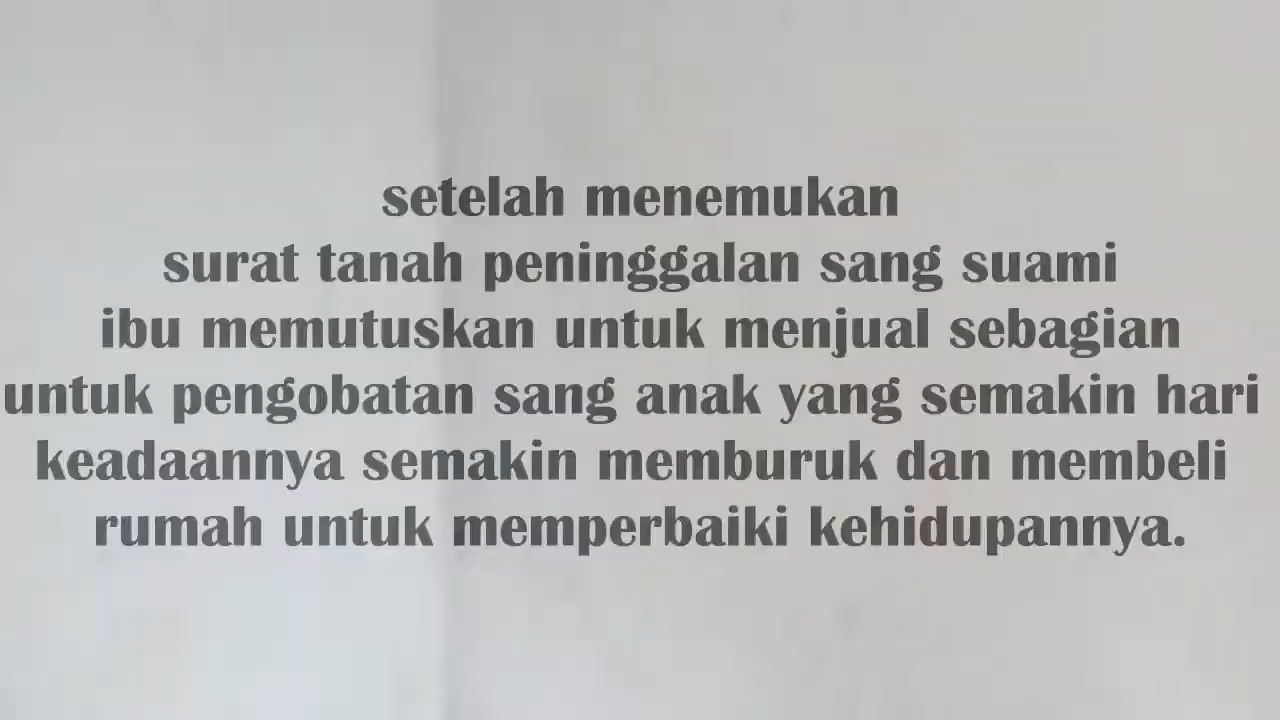 setelah menemukan
surat tanah peninggalan sang suami
ibu memutuskan untuk menjual sebagian
untuk pengobatan sang anak yang semakin hari
keadaannya semakin memburuk dan membeli
rumah untuk memperbaiki kehidupannya.